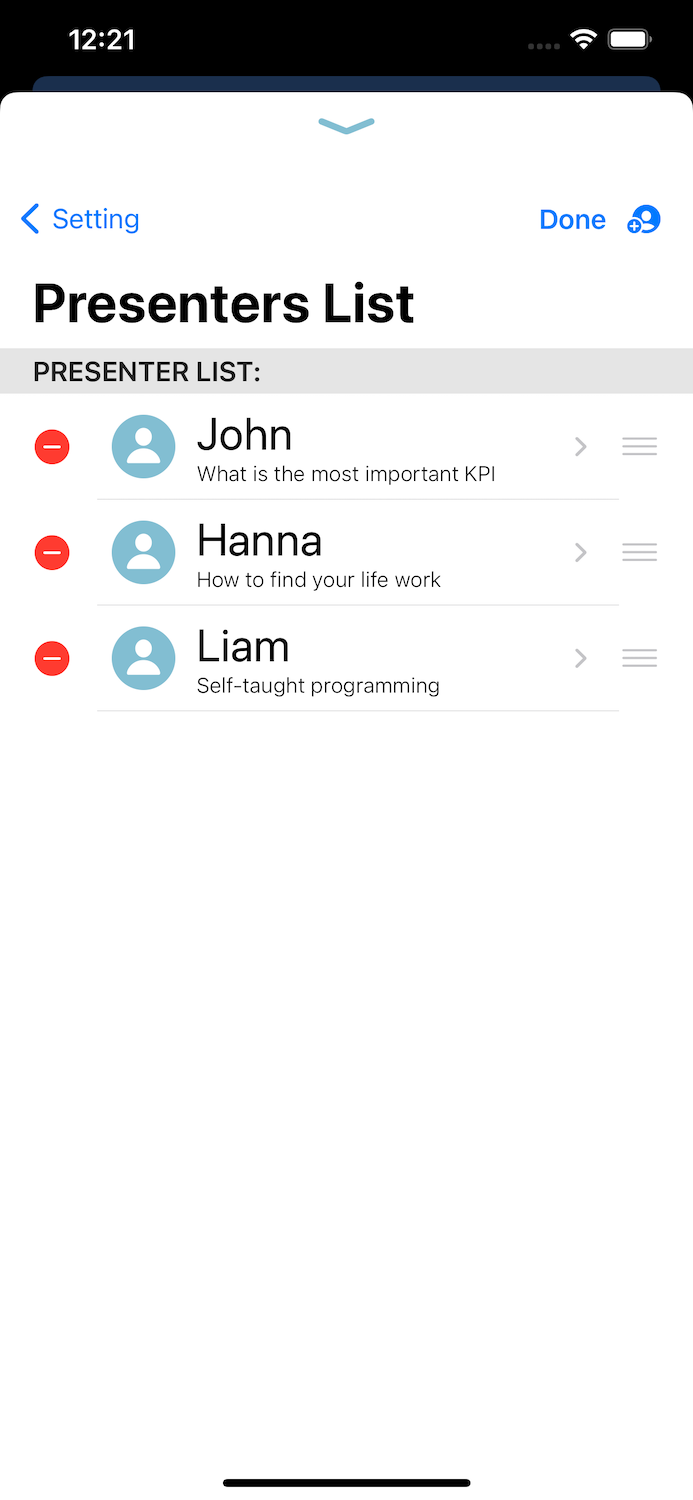 12:21
Setting
Done
Presenters List
PRESENTER LIST:
John
What is the most important KPI
Hanna
How to find your life work
Liam
Self-taught programming